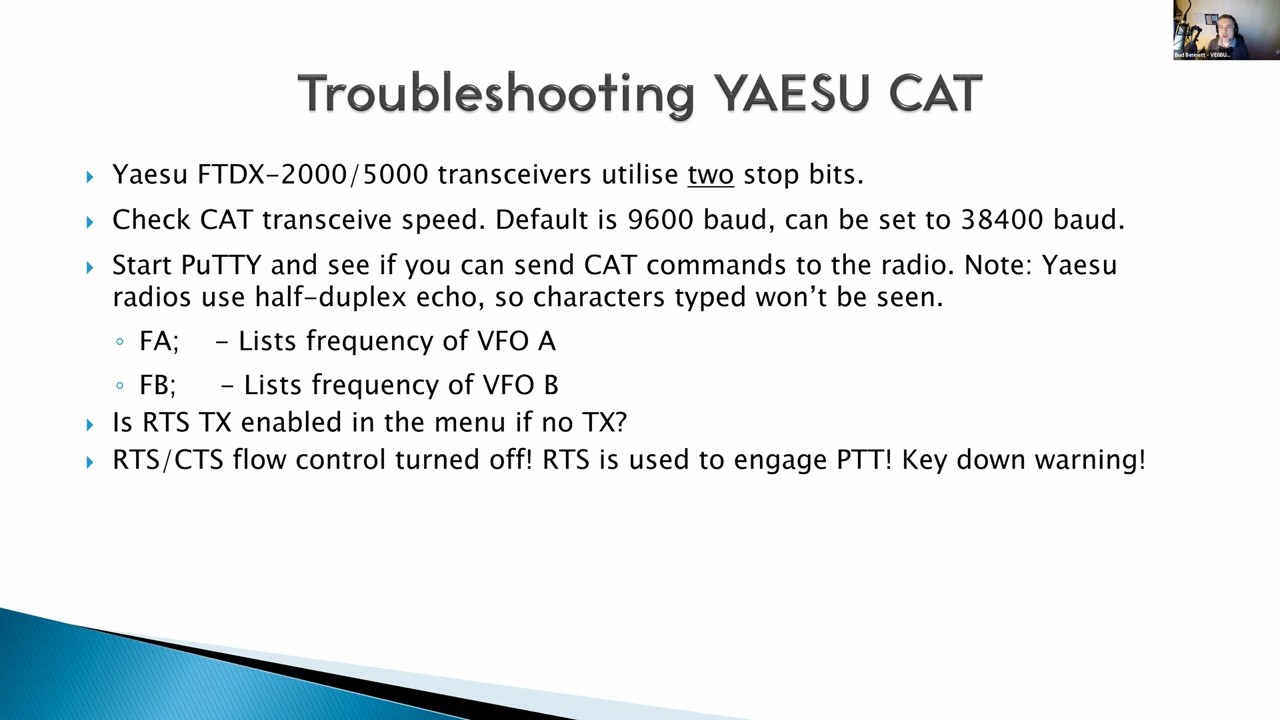 Bud Bennett - VE6BU...
Troubleshooting YAESU CAT
Yaesu FTDX-2000/5000 transceivers utilise two stop bits.
Check CAT transceive speed. Default is 9600 baud, can be set to 38400 baud.
Start PuTTY and see if you can send CAT commands to the radio. Note: Yaesu
radios use half-duplex echo, so characters typed won't be seen.
FA; - Lists frequency of VFO A
FB; - Lists frequency of VFO B
Is RTS TX enabled in the menu if no TX?
RTS/CTS flow control turned off! RTS is used to engage PTT! Key down warning!